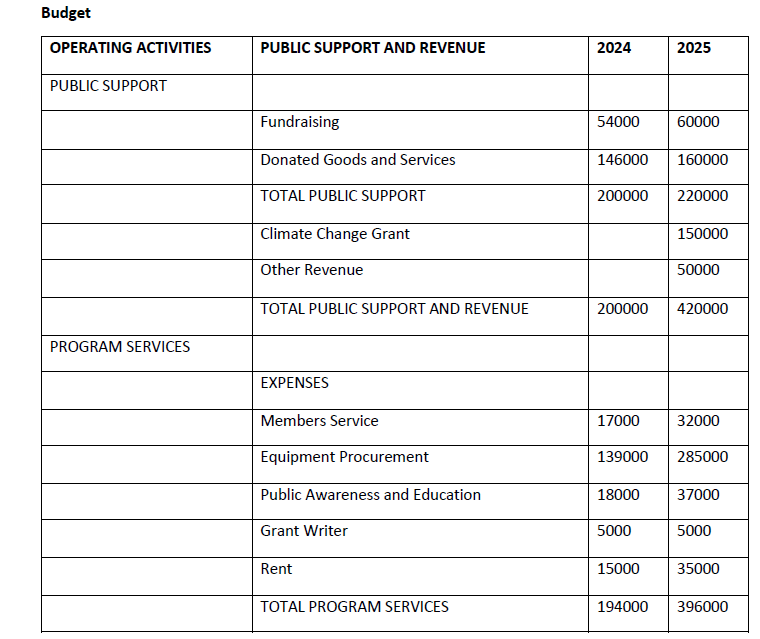 Budget
OPERATING ACTIVITIES PUBLIC SUPPORT AND REVENUE 2024 2025
PUBLIC SUPPORT
Fundraising 54000 60000
Donated Goods and Services 146000 160000
TOTAL PUBLIC SUPPORT 200000 220000
Climate Change Grant 150000
Other Revenue 50000
TOTAL PUBLIC SUPPORT AND REVENUE 200000 420000
PROGRAM SERVICES
EXPENSES
Members Service 17000 32000
Equipment Procurement 139000 285000
Public Awareness and Education 18000 37000
Grant Writer 5000 5000
Rent 15000 35000
TOTAL PROGRAM SERVICES 194000 396000